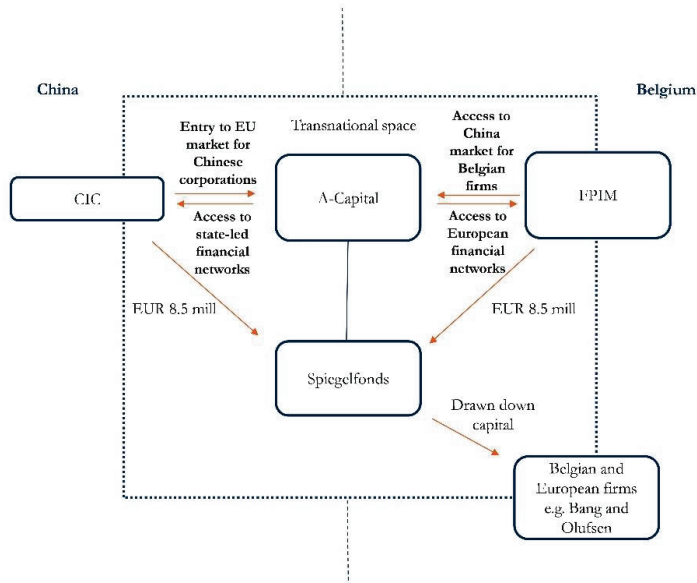 China
Belgium
Transnational space
Entry to EU
market for
Chinese
corporations
Access to
China
market for
Belgian
firms
CIC
A-Capital
FPIM
Access to
state-led
financial
networks
Access to
European
financial
networks
EUR 8.5 mill
EUR 8.5 mill
Spiegelfonds
Drawn down
capital
Belgian and
European firms
e.g. Bang and
Olufsen